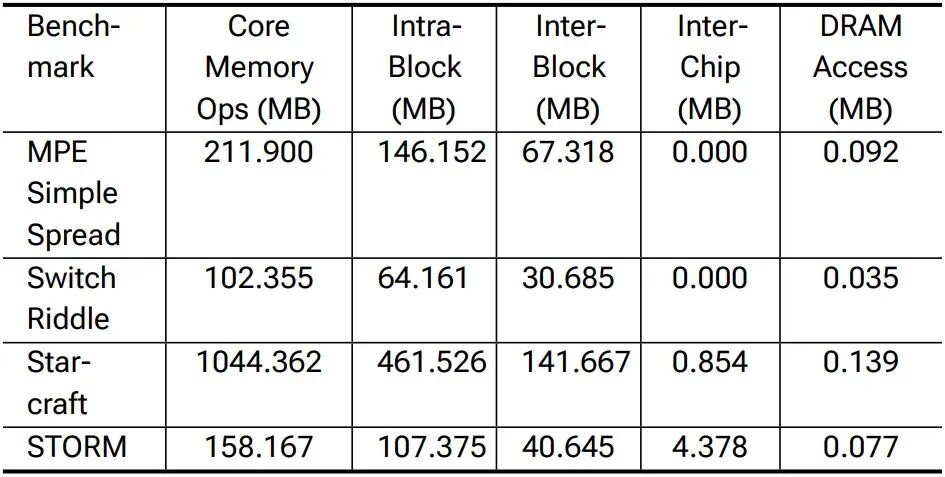 Bench- Core Intra- Inter- Inter- DRAM
mark Memory Block Block Chip Access
Ops (MB) (MB) (MB) (MB) (MB)
MPE 211.900 146.152 67.318 0.000 0.092
Simple
Spread
Switch 102.355 64.161 30.685 0.000 0.035
Riddle
Star- 1044.362 461.526 141.667 0.854 0.139
craft
STORM 158.167 107.375 40.645 4.378 0.077